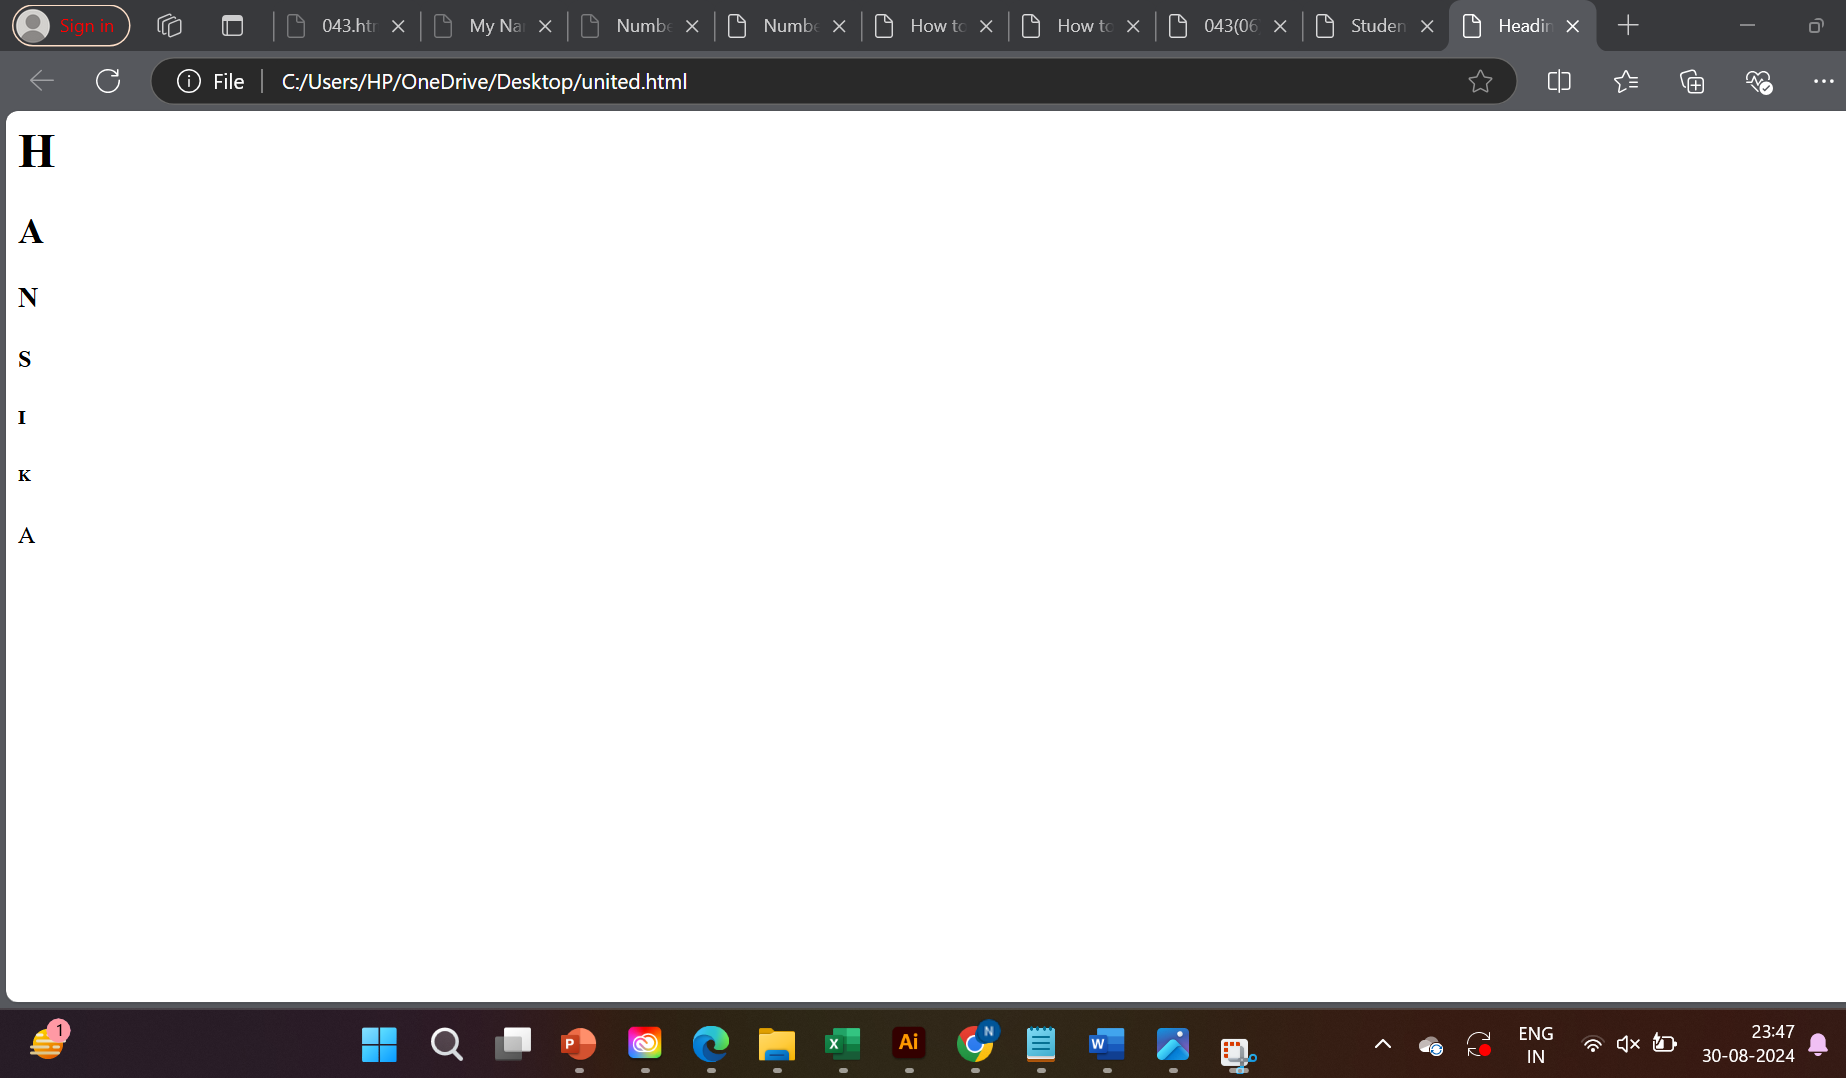 Sign in
043.htr
My Na
Numbe
Numbe
How to
How to
043(06
Studen
Headin
File
C:/Users/HP/OneDrive/Desktop/united.html
H
A
N
S
I
K
A
1
P
X
Ai
N
W
ENG
IN
23:47
30-08-2024